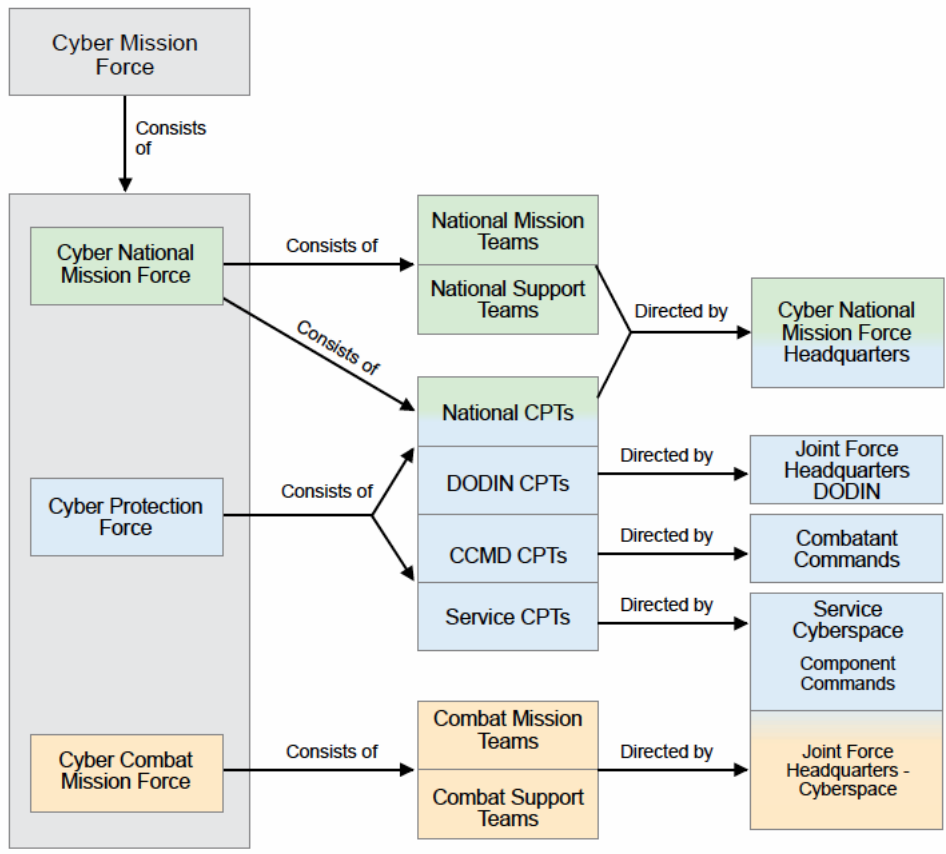 Cyber Mission
Force
Consists
of
Cyber National
Mission Force
Consists of
National Mission
Teams
National Support
Teams
Directed by
Cyber National
Mission Force
Headquarters
Consists of
National CPTs
Cyber Protection
Force
Consists of
DODIN CPTs
Directed by
Joint Force
Headquarters
DODIN
CCMD CPTs
Directed by
Combatant
Commands
Service CPTs
Directed by
Service
Cyberspace
Component
Commands
Cyber Combat
Mission Force
Consists of
Combat Mission
Teams
Combat Support
Teams
Directed by
Joint Force
Headquarters -
Cyberspace